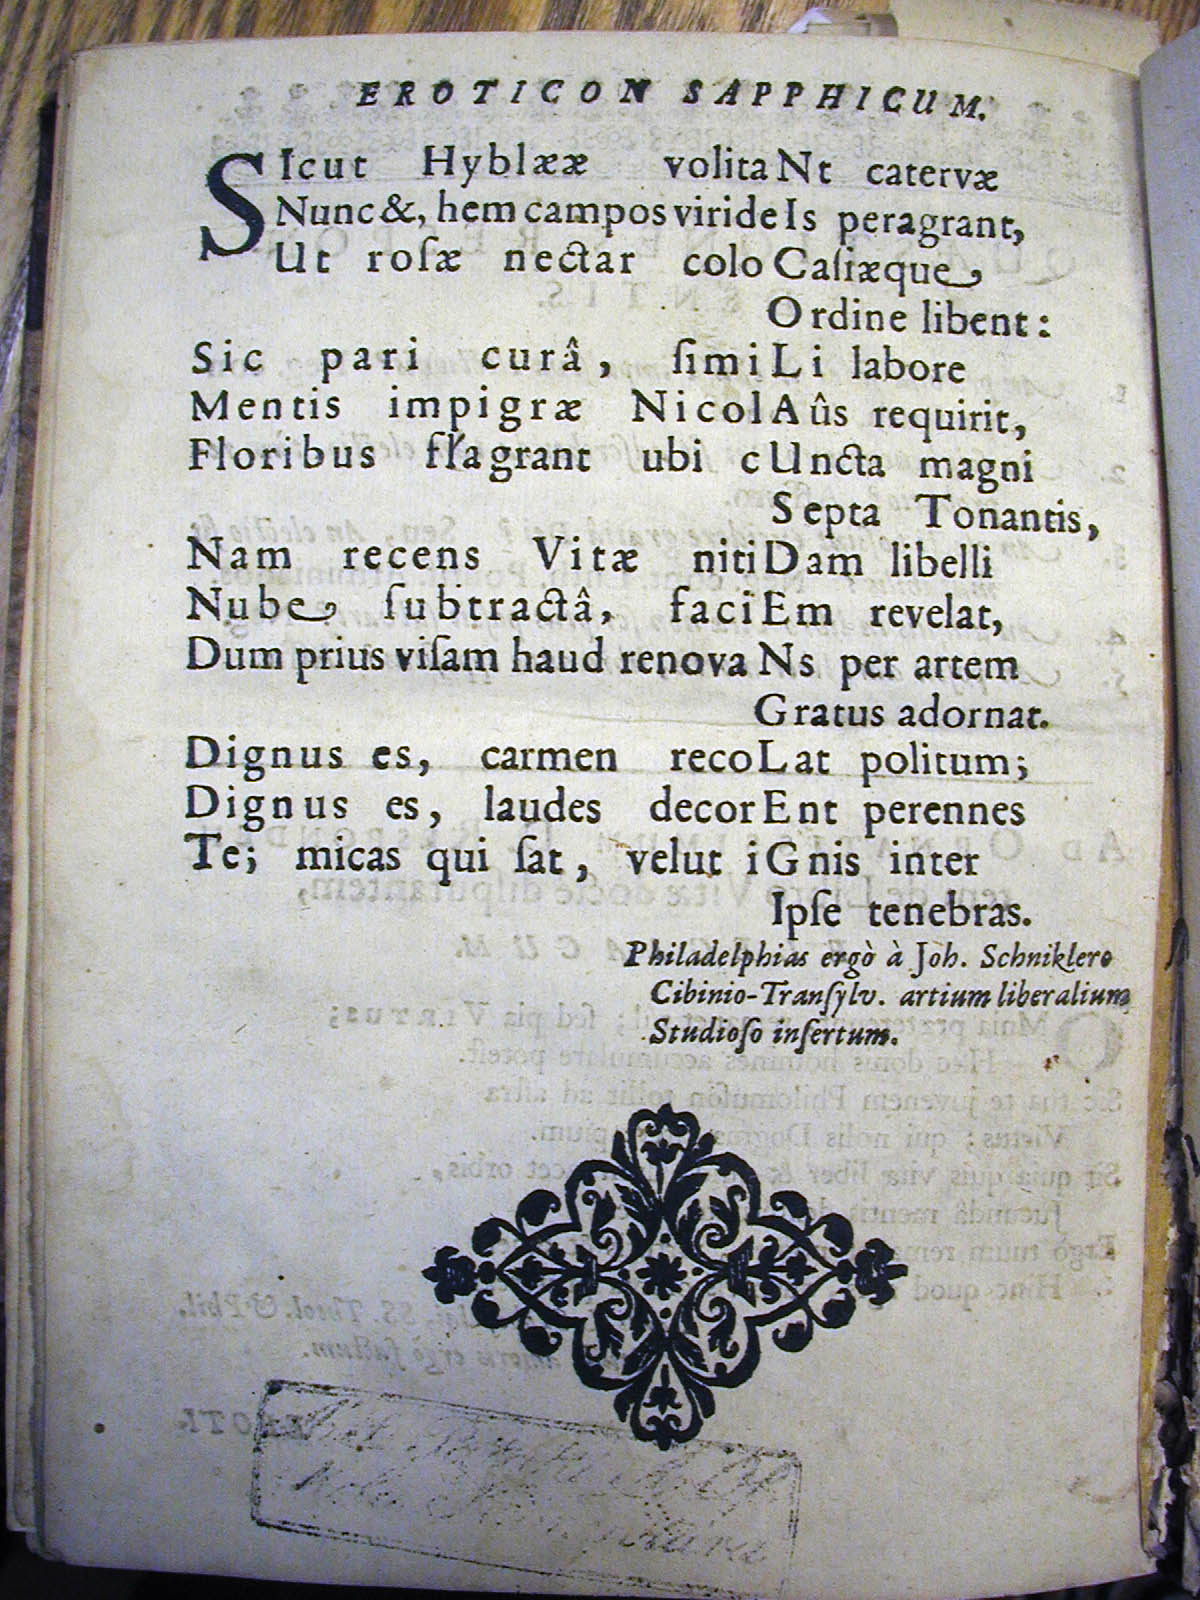 EROTICON SAPPHICUM.
SIcut Hyblææ volitaNt catervæ
Nunc &, hem campos virideIs peragrant,
Ut roſæ nectar colo Caſiæque
Ordine libent:
Sic pari curâ, ſimiLi labore
Mentis impigræ NicolAûs requirit,
Floribus flagrant ubi cUncta magni
Septa Tonantis,
Nam recens Vitæ nitiDam libelli
Nube ſubtractâ, faciEm revelat,
Dum prius viſam haud renovaNs per artem
Gratus adornat.
Dignus es, carmen recoLat politum;
Dignus es, laudes decorEnt perennes
Te; micas qui ſat, velut iGnis inter
Ipſe tenebras.
Philadelphias ergò à Joh. Schniklero
Cibinio-Tranſylv. artium liberalium
Studioſo inſertum.